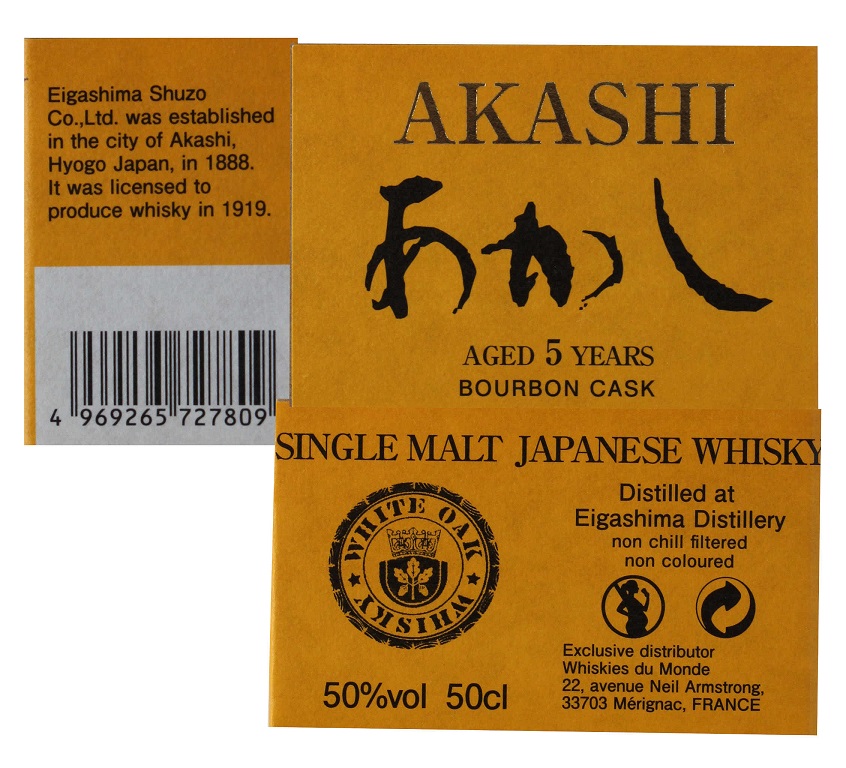 Eigashima Shuzo
Co.,Ltd. was established
in the city of Akashi,
Hyogo Japan, in 1888.
It was licensed to
produce whisky in 1919.
4 969265 727809
AKASHI
あかし
AGED 5 YEARS
BOURBON CASK
SINGLE MALT JAPANESE WHISKY
WHITE OAK
WHISKY
50%vol 50cl
Distilled at
Eigashima Distillery
non chill filtered
non coloured
Exclusive distributor
Whiskies du Monde
22, avenue Neil Armstrong,
33703 Mérignac, FRANCE